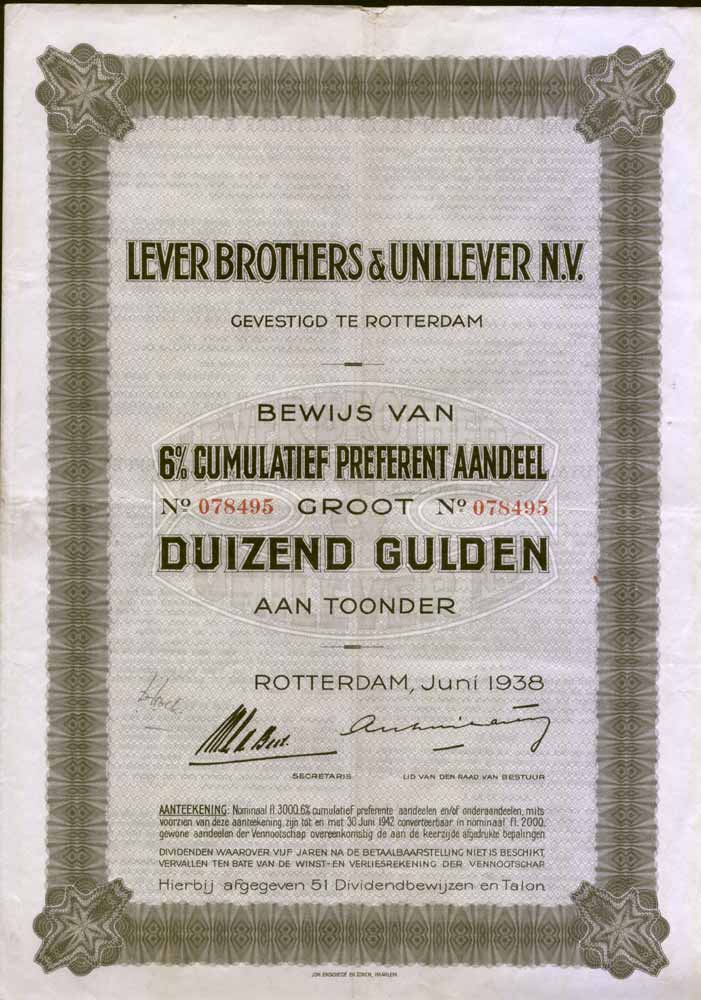 LEVER BROTHERS & UNILEVER N.V.
GEVESTIGD TE ROTTERDAM
BEWIJS VAN
6% CUMULATIEF PREFERENT AANDEEL
Nº 078495 GROOT Nº 078495
DUIZEND GULDEN
AAN TOONDER
ROTTERDAM, Juni 1938
SECRETARIS LID VAN DEN RAAD VAN BESTUUR
AANTEEKENING: Nominaal fl. 3000.6% cumulatief preferente aandeelen en/of onderaandeelen, mits
voorzien van deze aanteekening, zijn tot en met 30 Juni 1942 converteerbaar in nominaal fl. 2000.
gewone aandeelen der Vennootschap overeenkomstig de aan de keerzijde afgedrukte bepalingen
DIVIDENDEN WAAROVER VIJF JAREN NA DE BETAALBAARSTELLING NIET IS BESCHIKT,
VERVALLEN TEN BATE VAN DE WINST- EN VERLIESREKENING DER VENNOOTSCHAP
Hierbij afgegeven 51 Dividendbewijzen en Talon
JOH. ENSCHEDÉ EN ZONEN, HAARLEM